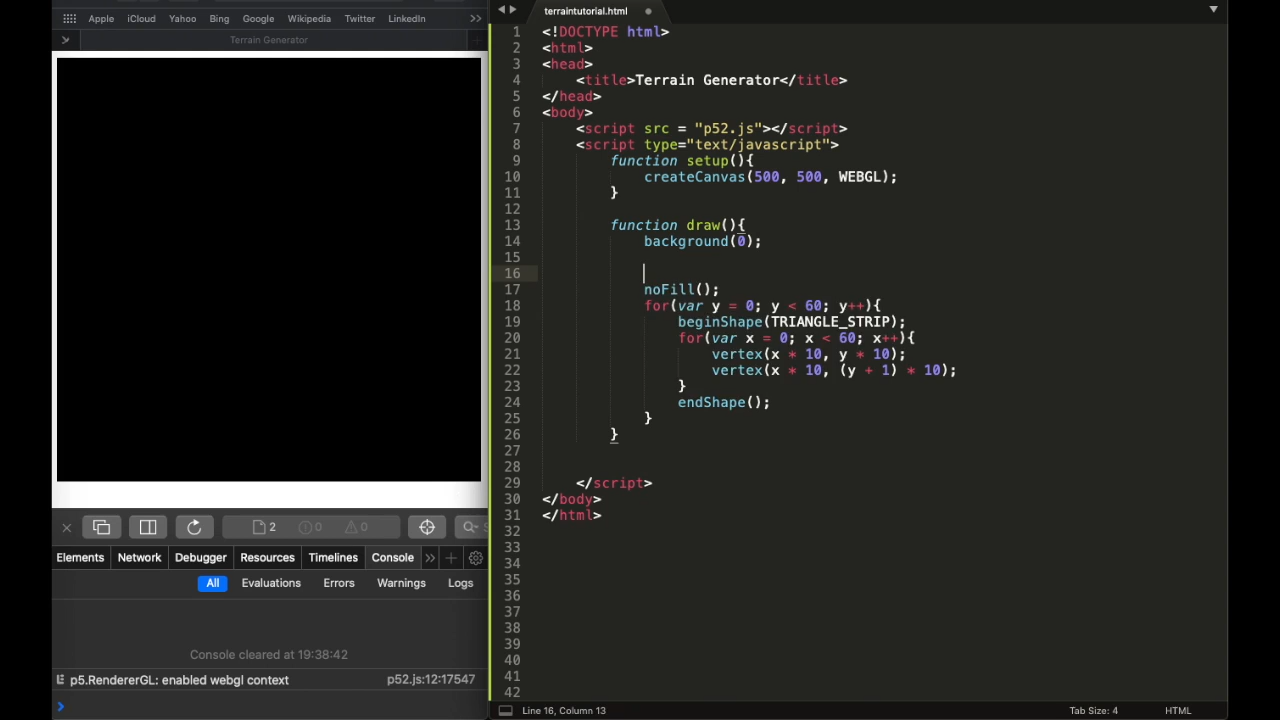 Apple iCloud Yahoo Bing Google Wikipedia Twitter LinkedIn >>
Terrain Generator +
terraintutorial.html
1 <!DOCTYPE html>
2 <html>
3 <head>
4 <title>Terrain Generator</title>
5 </head>
6 <body>
7 <script src = "p52.js"></script>
8 <script type="text/javascript">
9 function setup(){
10 createCanvas(500, 500, WEBGL);
11 }
12
13 function draw(){
14 background(0);
15
16
17 noFill();
18 for(var y = 0; y < 60; y++){
19 beginShape(TRIANGLE_STRIP);
20 for(var x = 0; x < 60; x++){
21 vertex(x * 10, y * 10);
22 vertex(x * 10, (y + 1) * 10);
23 }
24 endShape();
25 }
26 }
27
28
29 </script>
30 </body>
31 </html>
32
33
34
35
36
37
38
39
40
41
42
2 0 0
Elements Network Debugger Resources Timelines Console >> +
All Evaluations Errors Warnings Logs
Console cleared at 19:38:42
p5.RendererGL: enabled webgl context p52.js:12:17547
Line 16, Column 13 Tab Size: 4 HTML